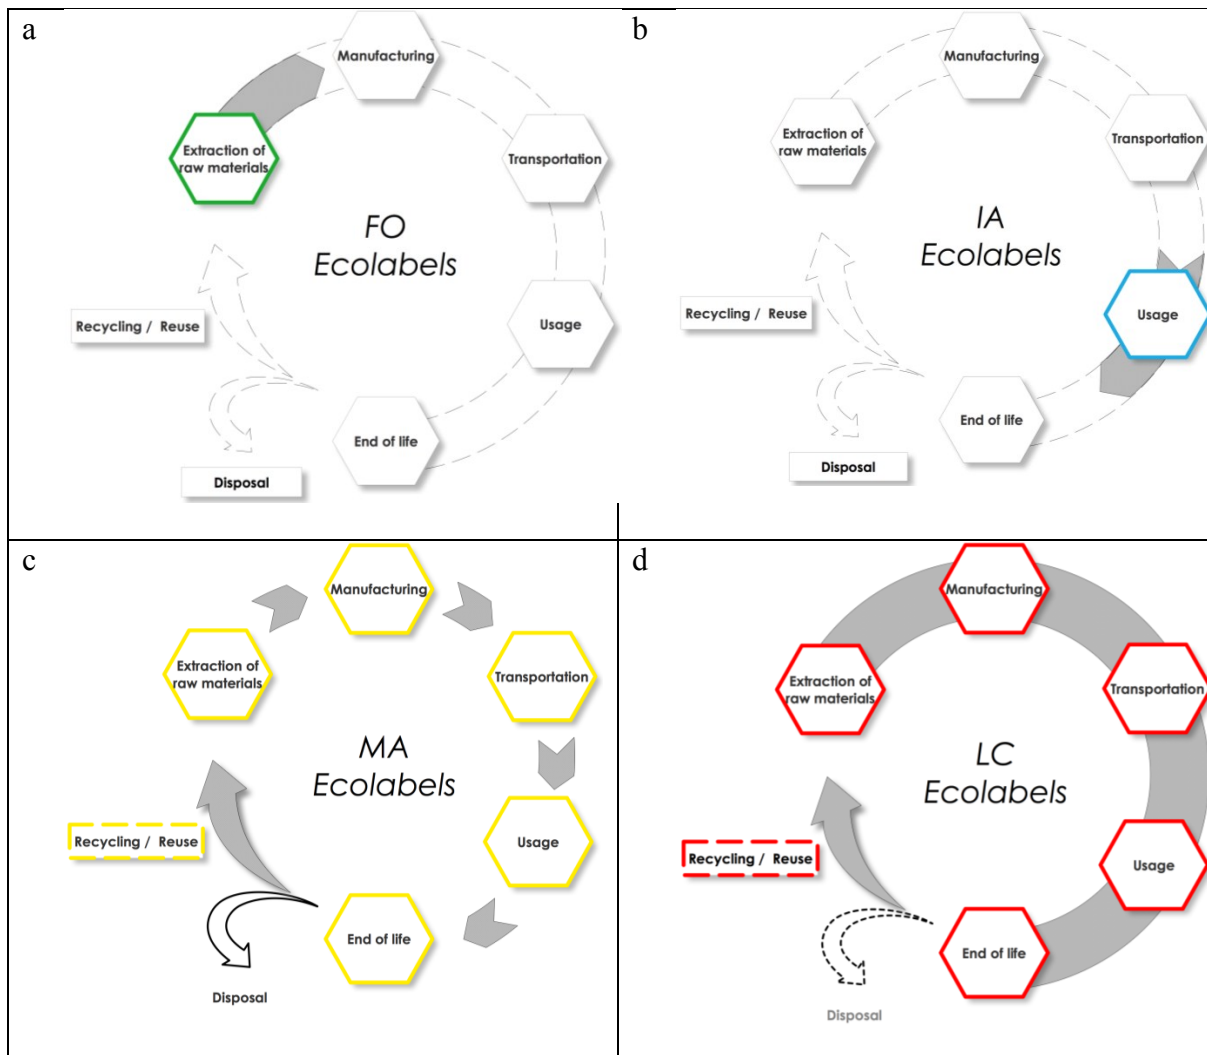 a
Manufacturing
Extraction of
raw materials
Transportation
FO
Ecolabels
Recycling / Reuse
Usage
End of life
Disposal
b
Manufacturing
Extraction of
raw materials
Transportation
IA
Ecolabels
Recycling / Reuse
Usage
End of life
Disposal
c
Manufacturing
Extraction of
raw materials
Transportation
MA
Ecolabels
Recycling / Reuse
Usage
End of life
Disposal
d
Manufacturing
Extraction of
raw materials
Transportation
LC
Ecolabels
Recycling / Reuse
Usage
End of life
Disposal